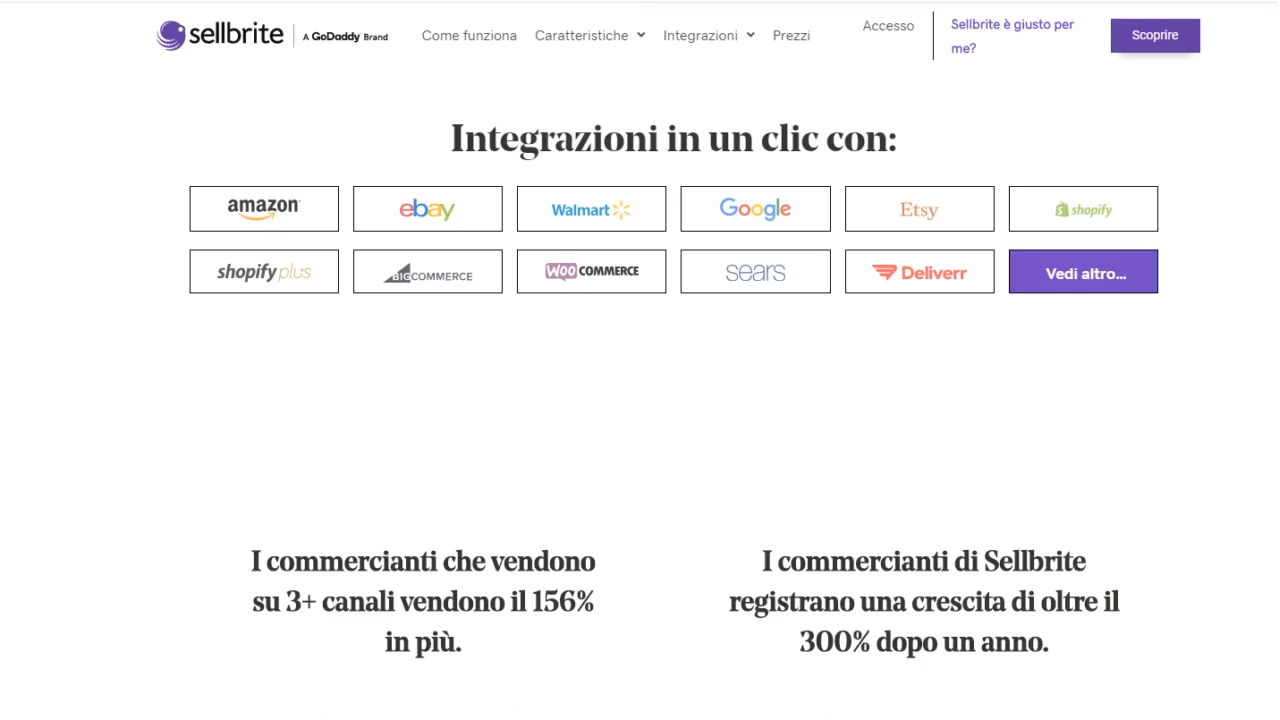 sellbrite A GoDaddy Brand Come funziona Caratteristiche Integrazioni Prezzi Accesso Sellbrite è giusto per
me?
Scoprire
Integrazioni in un clic con:
amazon ebay Walmart Google Etsy shopify
shopify plus BIGCOMMERCE WOO COMMERCE sears Deliverr Vedi altro...
I commercianti che vendono
su 3+ canali vendono il 156%
in più.
I commercianti di Sellbrite
registrano una crescita di oltre il
300% dopo un anno.